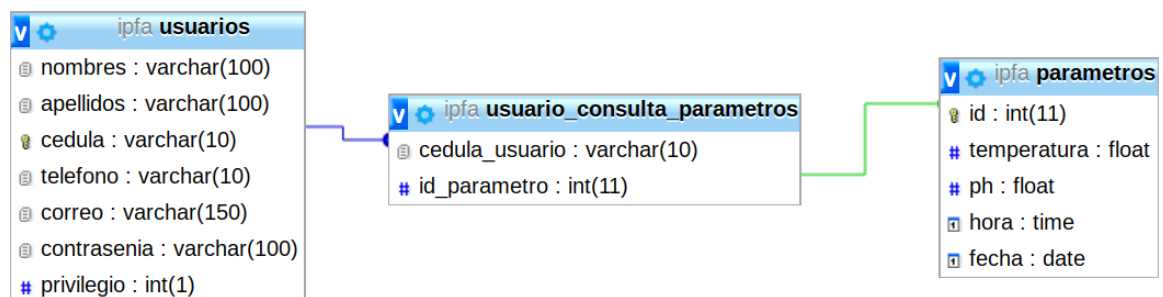 ipfa usuarios
nombres : varchar(100)
apellidos : varchar(100)
cedula : varchar(10)
telefono : varchar(10)
correo : varchar(150)
contrasenia : varchar(100)
# privilegio : int(1)
ipfa usuario_consulta_parametros
cedula_usuario : varchar(10)
# id_parametro : int(11)
ipfa parametros
id : int(11)
# temperatura : float
# ph : float
hora : time
fecha : date